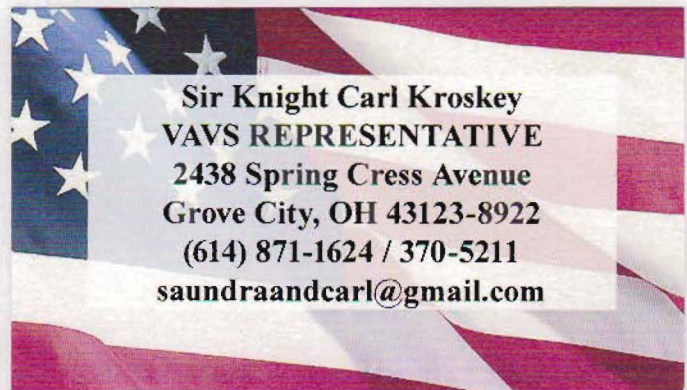 Sir Knight Carl Kroskey
VAVS REPRESENTATIVE
2438 Spring Cress Avenue
Grove City, OH 43123-8922
(614) 871-1624 / 370-5211
saundraandcarl@gmail.com